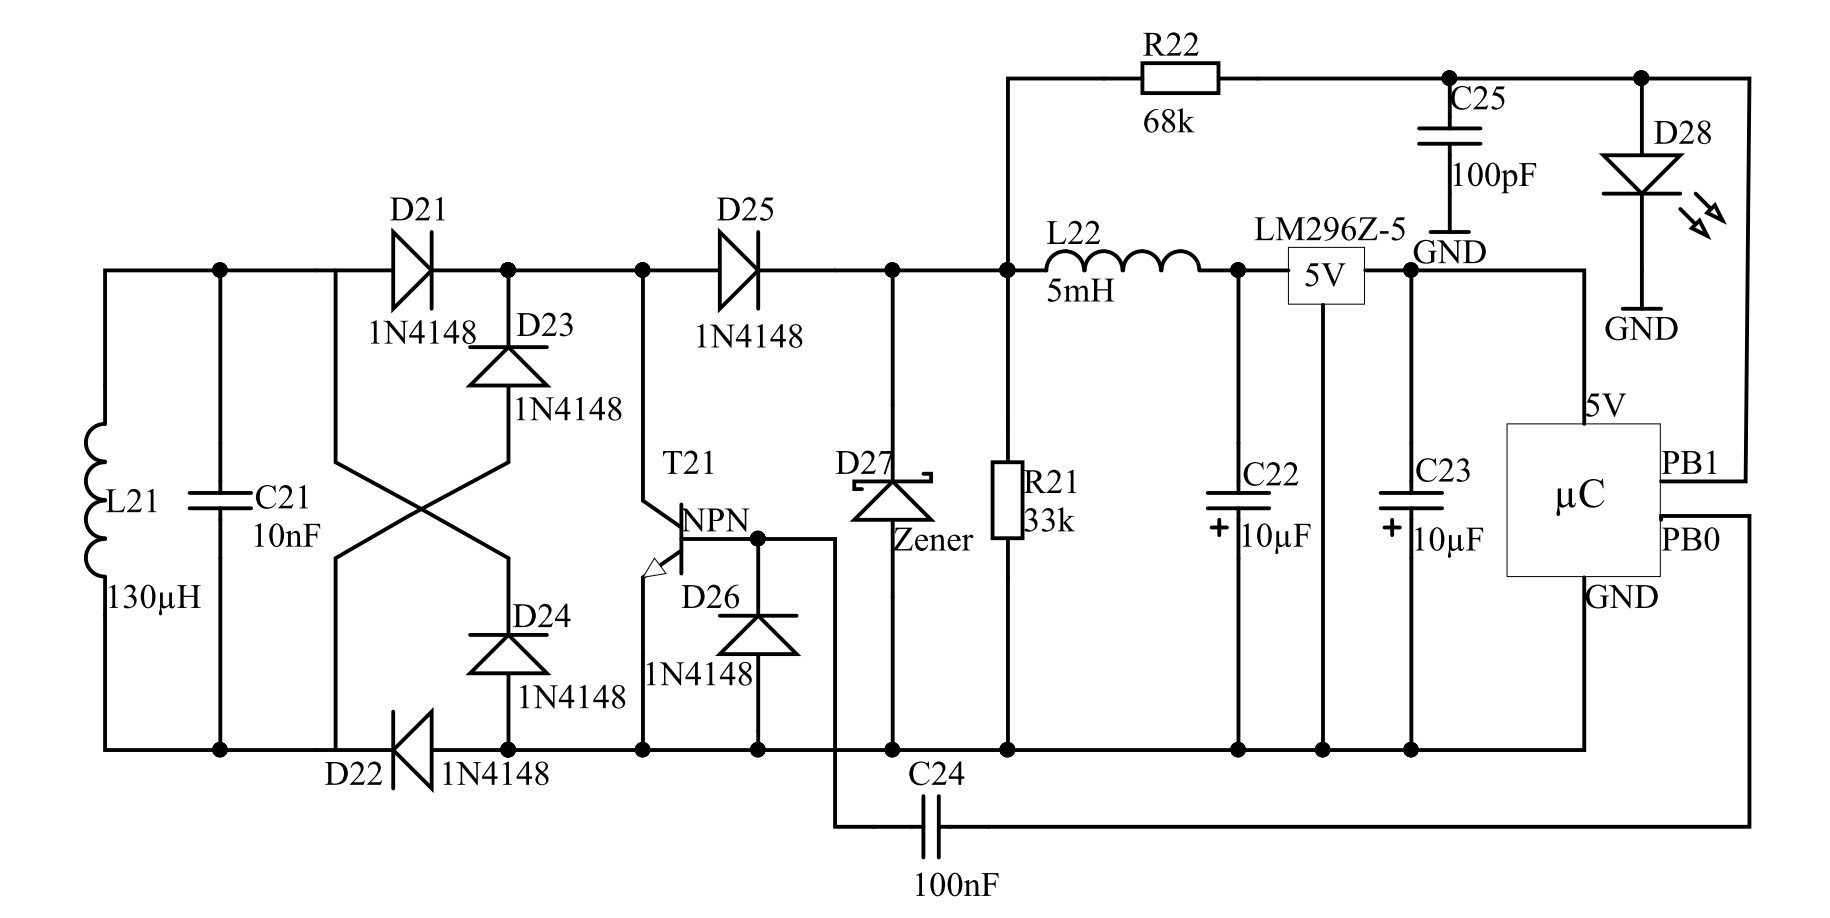 R22
68k
C25
100pF
GND
D28
GND
D21
1N4148
D25
1N4148
L22
5mH
LM296Z-5
5V
D23
1N4148
5V
L21
130µH
C21
10nF
T21
NPN
D27
Zener
R21
33k
C22
+
10µF
C23
+
10µF
µC
PB1
PB0
GND
D24
1N4148
D26
1N4148
D22
1N4148
C24
100nF